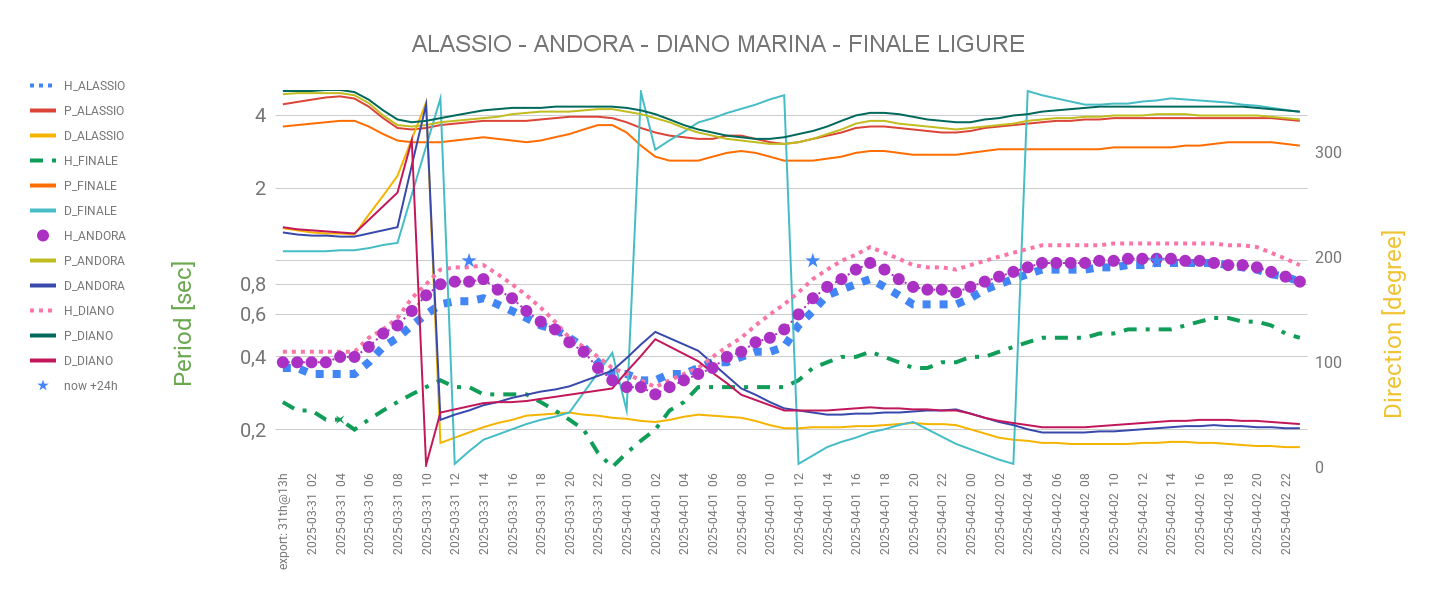 ALASSIO - ANDORA - DIANO MARINA - FINALE LIGURE
H_ALASSIO
P_ALASSIO
D_ALASSIO
H_FINALE
P_FINALE
D_FINALE
H_ANDORA
P_ANDORA
D_ANDORA
H_DIANO
P_DIANO
D_DIANO
now +24h
Period [sec]
4
2
0,8
0,6
0,4
0,2
300
200
100
0
Direction [degree]
export: 31th@13h
2025-03-31 02
2025-03-31 04
2025-03-31 06
2025-03-31 08
2025-03-31 10
2025-03-31 12
2025-03-31 14
2025-03-31 16
2025-03-31 18
2025-03-31 20
2025-03-31 22
2025-04-01 00
2025-04-01 02
2025-04-01 04
2025-04-01 06
2025-04-01 08
2025-04-01 10
2025-04-01 12
2025-04-01 14
2025-04-01 16
2025-04-01 18
2025-04-01 20
2025-04-01 22
2025-04-02 00
2025-04-02 02
2025-04-02 04
2025-04-02 06
2025-04-02 08
2025-04-02 10
2025-04-02 12
2025-04-02 14
2025-04-02 16
2025-04-02 18
2025-04-02 20
2025-04-02 22